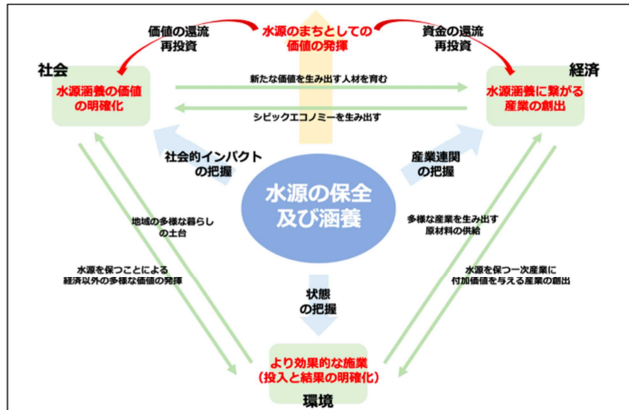 価値の還流
再投資
水源のまちとしての
価値の発揮
資金の還流
再投資
社会
水源涵養の価値
の明確化
新たな価値を生み出す人材を育む
シビックエコノミーを生み出す
経済
水源涵養に繋がる
産業の創出
社会的インパクト
の把握
産業連関
の把握
水源の保全
及び涵養
地域の多様な暮らし
の土台
多様な産業を生み出す
原材料の供給
水源を保つことによる
経済以外の多様な価値の発揮
水源を保つ一次産業に
付加価値を与える産業の創出
状態
の把握
より効果的な施業
(投入と結果の明確化)
環境